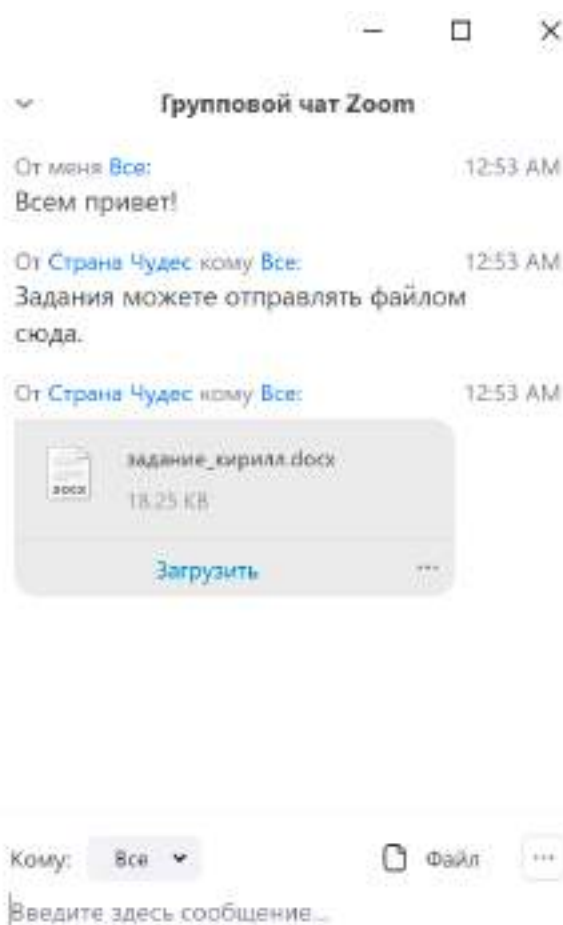 Групповой чат Zoom
От меня Все: 12:53 AM
Всем привет!
От Страна Чудес кому Все: 12:53 AM
Задания можете отправлять файлом
сюда.
От Страна Чудес кому Все: 12:53 AM
задание_кирилл.docx
DOCX
18.25 KB
Загрузить ...
Кому: Все Файл ...
Введите здесь сообщение...